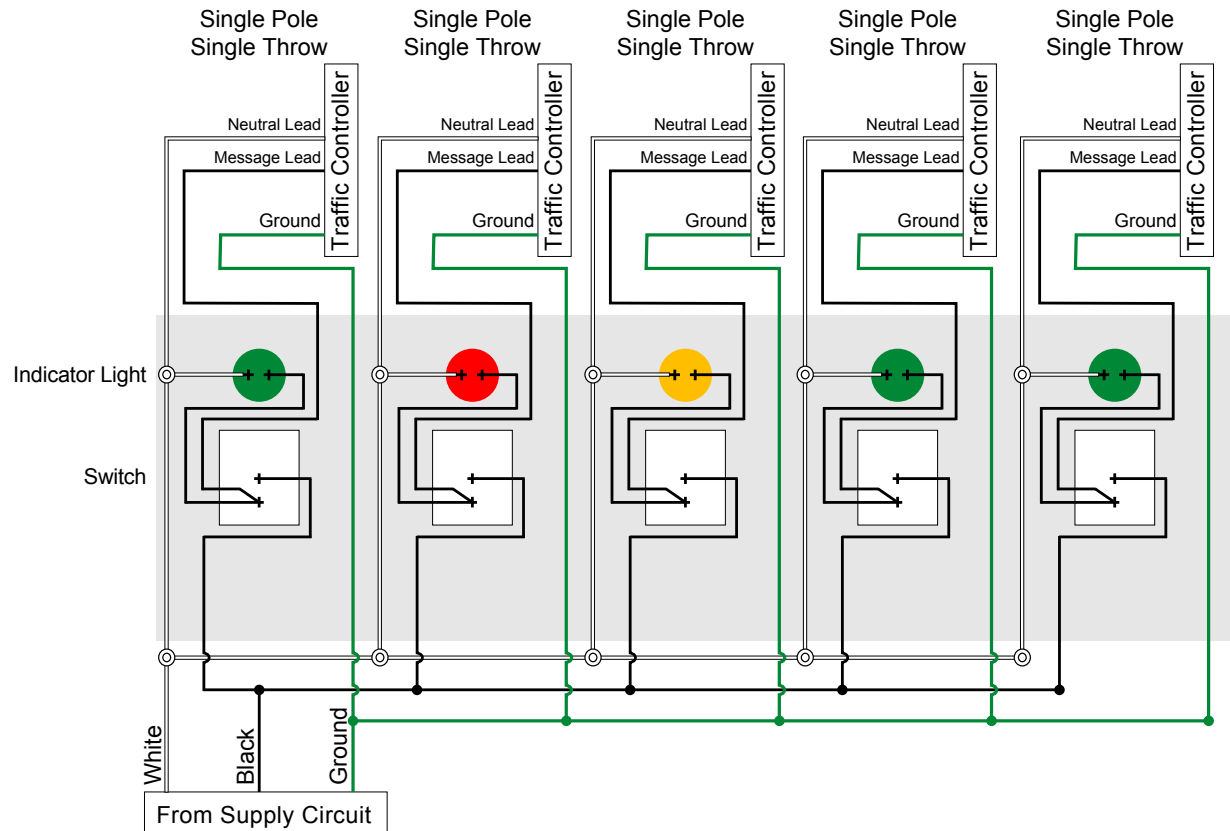 Single Pole
Single Throw
Single Pole
Single Throw
Single Pole
Single Throw
Single Pole
Single Throw
Single Pole
Single Throw
Traffic Controller
Traffic Controller
Traffic Controller
Traffic Controller
Traffic Controller
Neutral Lead
Neutral Lead
Neutral Lead
Neutral Lead
Neutral Lead
Message Lead
Message Lead
Message Lead
Message Lead
Message Lead
Ground
Ground
Ground
Ground
Ground
Indicator Light
Switch
White
Black
Ground
From Supply Circuit